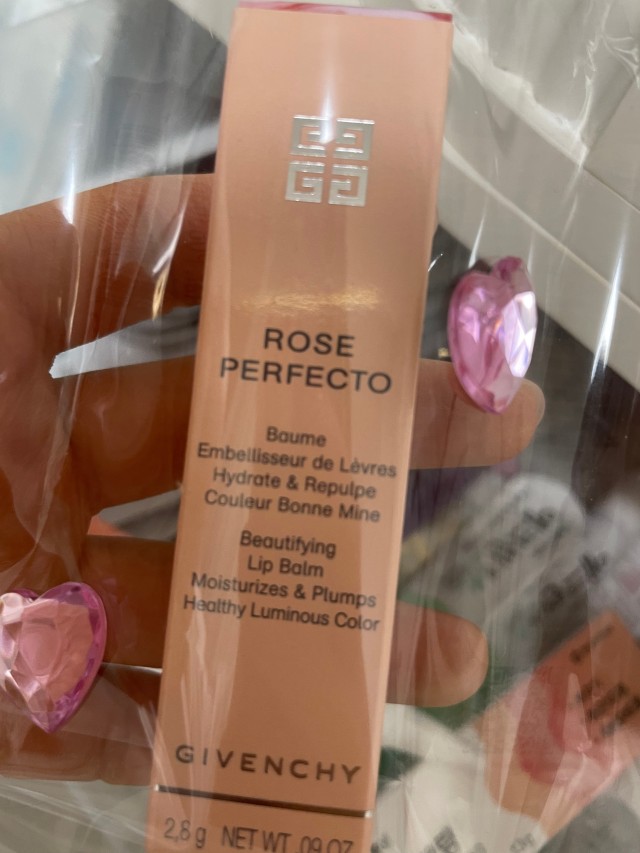 ROSE
PERFECTO
Baume
Embellisseur de Lèvres
Hydrate & Repulpe
Couleur Bonne Mine
Beautifying
Lip Balm
Moisturizes & Plumps
Healthy Luminous Color
GIVENCHY
2,8 g NET WT .09 OZ